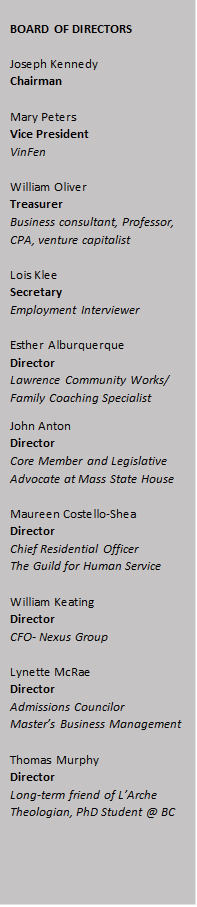 BOARD OF DIRECTORS
Joseph Kennedy
Chairman
Mary Peters
Vice President
VinFen
William Oliver
Treasurer
Business consultant, Professor,
CPA, venture capitalist
Lois Klee
Secretary
Employment Interviewer
Esther Alburquerque
Director
Lawrence Community Works/
Family Coaching Specialist
John Anton
Director
Core Member and Legislative
Advocate at Mass State House
Maureen Costello-Shea
Director
Chief Residential Officer
The Guild for Human Service
William Keating
Director
CFO- Nexus Group
Lynette McRae
Director
Admissions Councilor
Master's Business Management
Thomas Murphy
Director
Long-term friend of L'Arche
Theologian, PhD Student @ BC